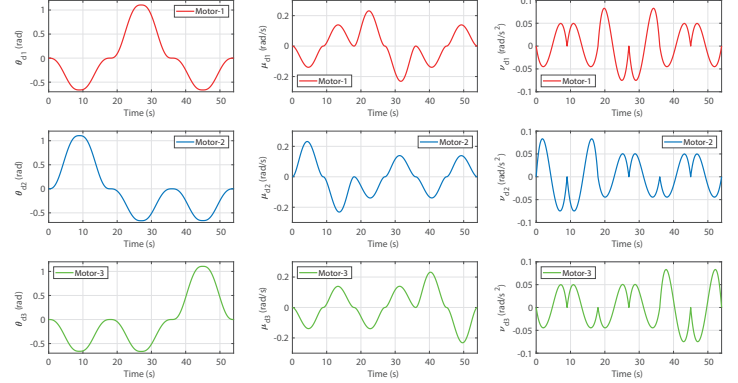 θd1 (rad)
1
0.5
0
-0.5
Motor-1
0 10 20 30 40 50
Time (s)
μd1 (rad/s)
0.2
0
-0.2
Motor-1
0 10 20 30 40 50
Time (s)
νd1 (rad/s²)
0.1
0.05
0
-0.05
-0.1
Motor-1
0 10 20 30 40 50
Time (s)
θd2 (rad)
1
0.5
0
-0.5
Motor-2
0 10 20 30 40 50
Time (s)
μd2 (rad/s)
0.2
0
-0.2
Motor-2
0 10 20 30 40 50
Time (s)
νd2 (rad/s²)
0.1
0.05
0
-0.05
-0.1
Motor-2
0 10 20 30 40 50
Time (s)
θd3 (rad)
1
0.5
0
-0.5
Motor-3
0 10 20 30 40 50
Time (s)
μd3 (rad/s)
0.2
0
-0.2
Motor-3
0 10 20 30 40 50
Time (s)
νd3 (rad/s²)
0.1
0.05
0
-0.05
-0.1
Motor-3
0 10 20 30 40 50
Time (s)